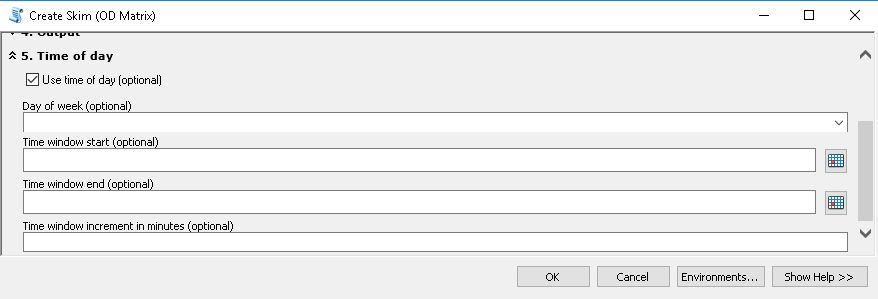 Create Skim (OD Matrix)
4. Output
5. Time of day
Use time of day (optional)
Day of week (optional)
Time window start (optional)
Time window end (optional)
Time window increment in minutes (optional)
OK Cancel Environments... Show Help >>